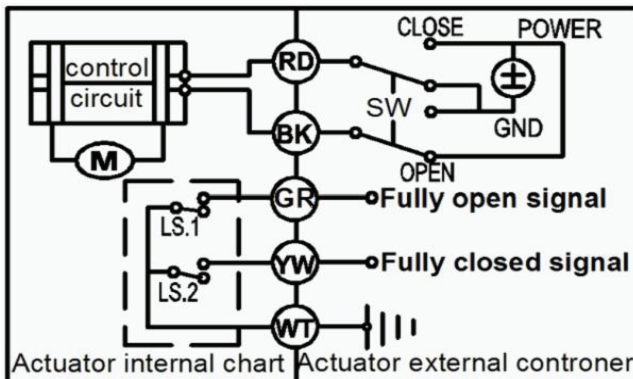 CLOSE POWER
RD
control
circuit
SW
±
GND
BK
M
OPEN
GR
Fully open signal
LS.1
YW
Fully closed signal
LS.2
WT
Actuator internal chart
Actuator external controner